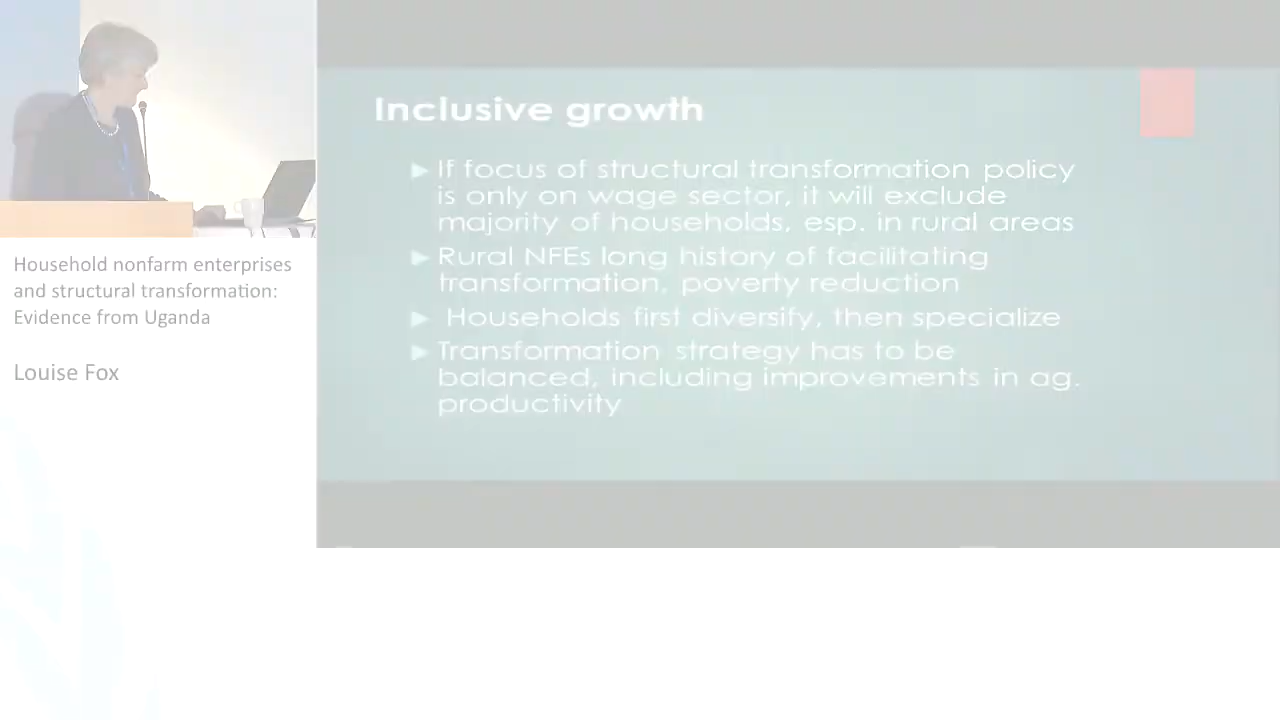 Household nonfarm enterprises
and structural transformation:
Evidence from Uganda
Louise Fox
Inclusive growth
If focus of structural transformation policy
is only on wage sector, it will exclude
majority of households, esp. in rural areas
Rural NFEs long history of facilitating
transformation, poverty reduction
Households first diversify, then specialize
Transformation strategy has to be
balanced, including improvements in ag.
productivity